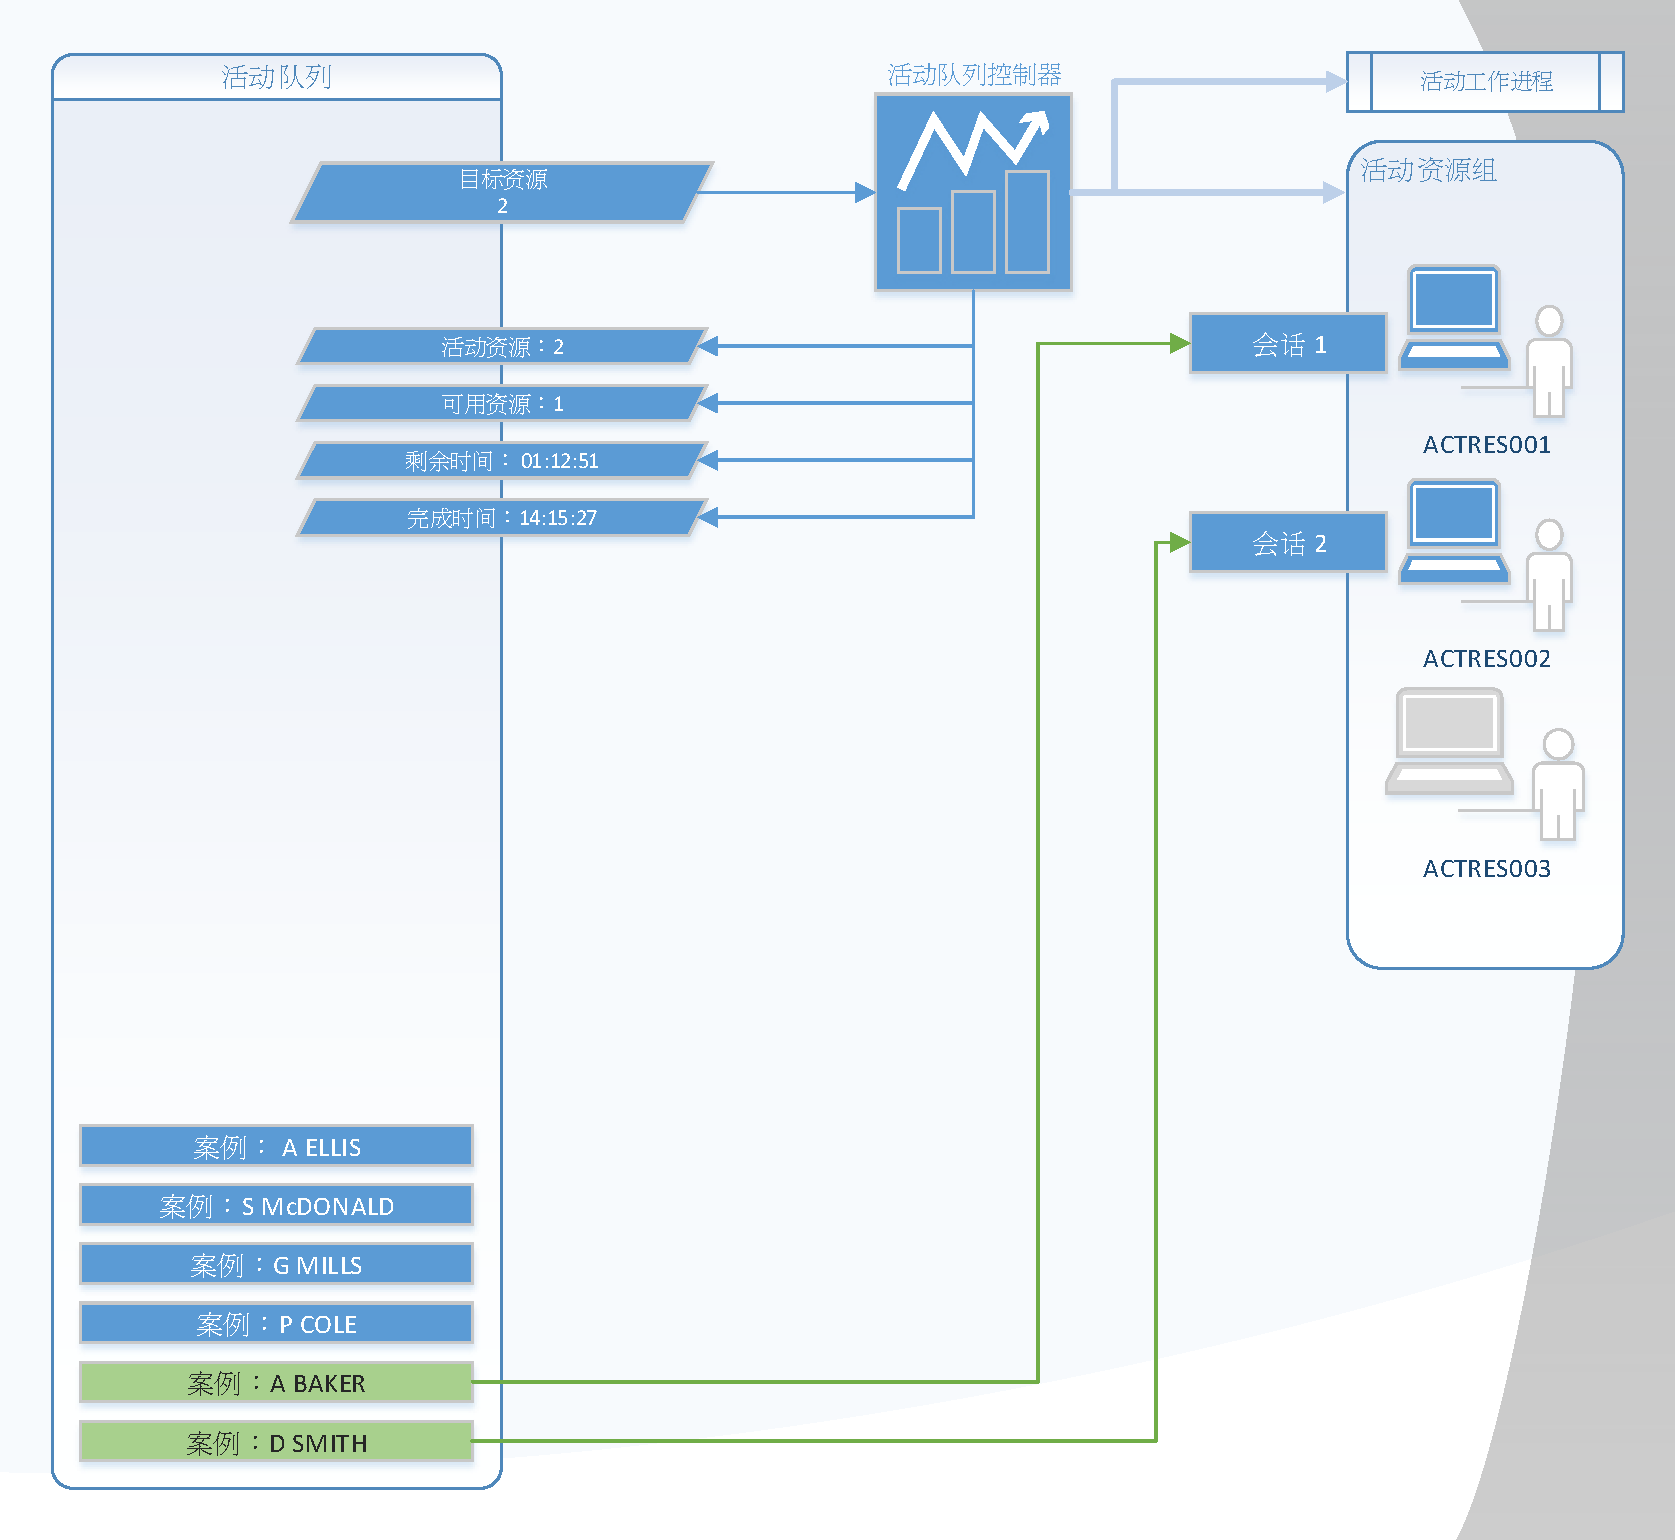 活动队列
活动队列控制器
活动工作进程
活动资源组
目标资源
2
活动资源：2
可用资源：1
剩余时间： 01:12:51
完成时间：14:15:27
会话 1
ACTRES001
会话 2
ACTRES002
ACTRES003
案例： A ELLIS
案例：S McDONALD
案例：G MILLS
案例：P COLE
案例：A BAKER
案例：D SMITH